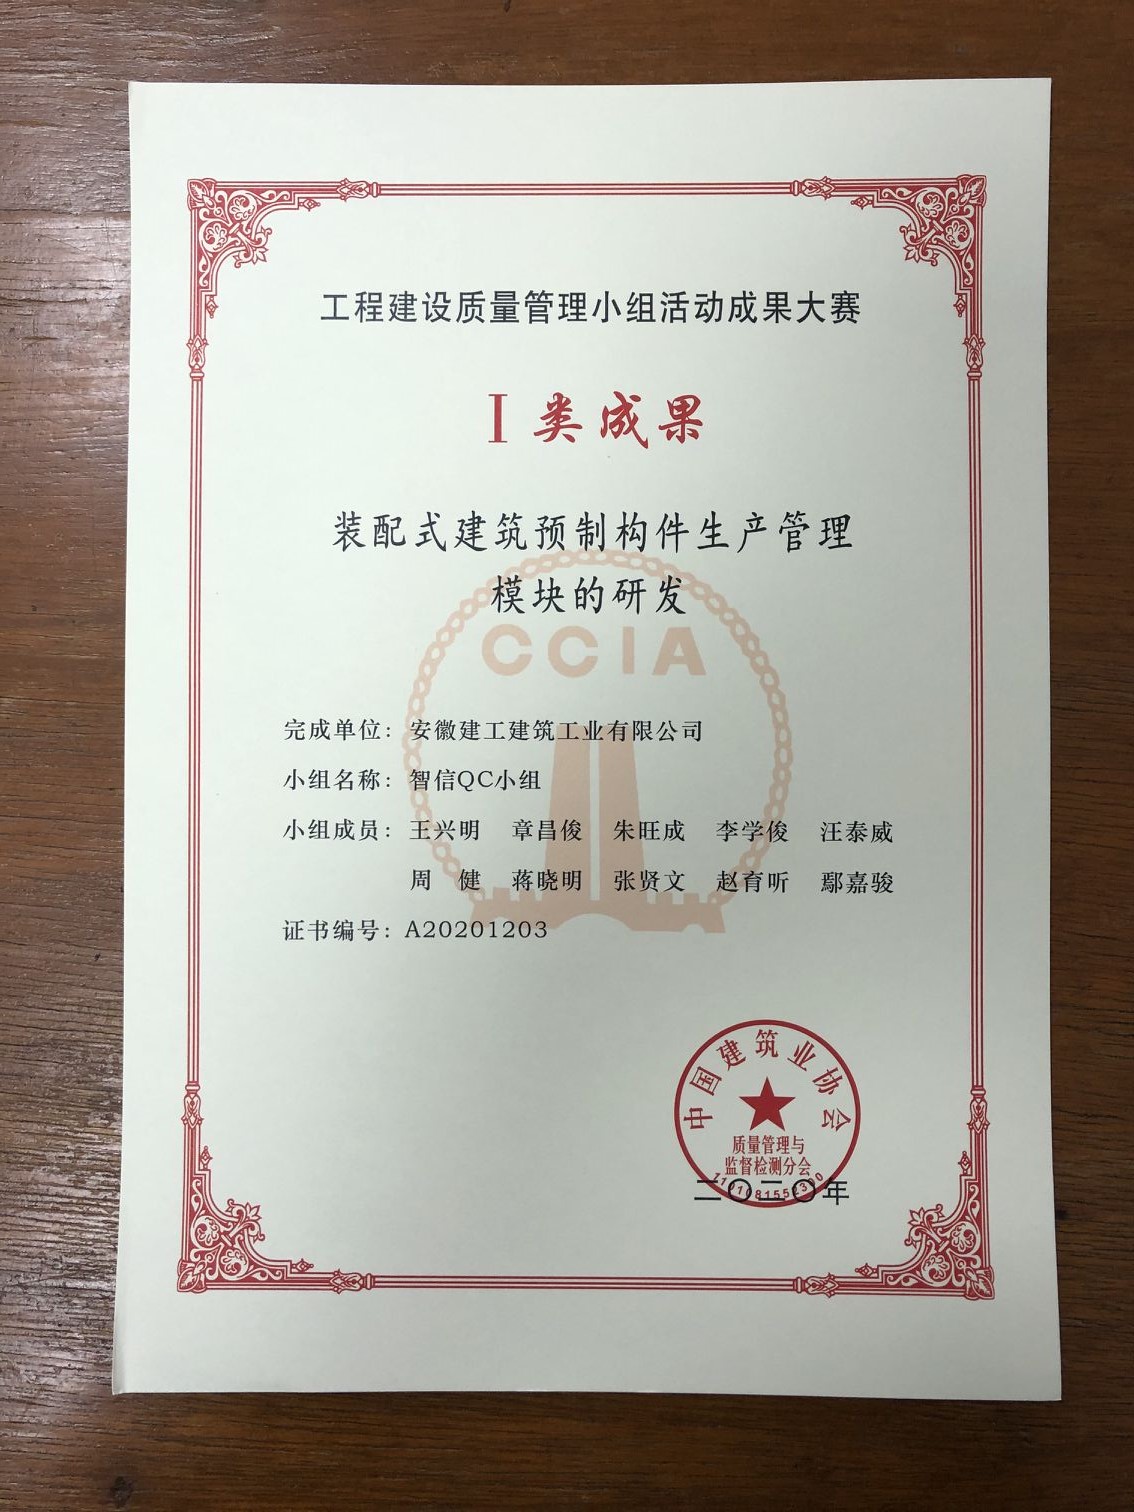 工程建设质量管理小组活动成果大赛
I 类成果
装配式建筑预制构件生产管理
模块的研发
CCIA
完成单位：安徽建工建筑工业有限公司
小组名称：智信QC小组
小组成员：王兴明 章昌俊 朱旺成 李学俊 汪泰威
周 健 蒋晓明 张贤文 赵育听 鄢嘉骏
证书编号：A20201203
中国建筑业协会
质量管理与
监督检测分会
二〇二〇年